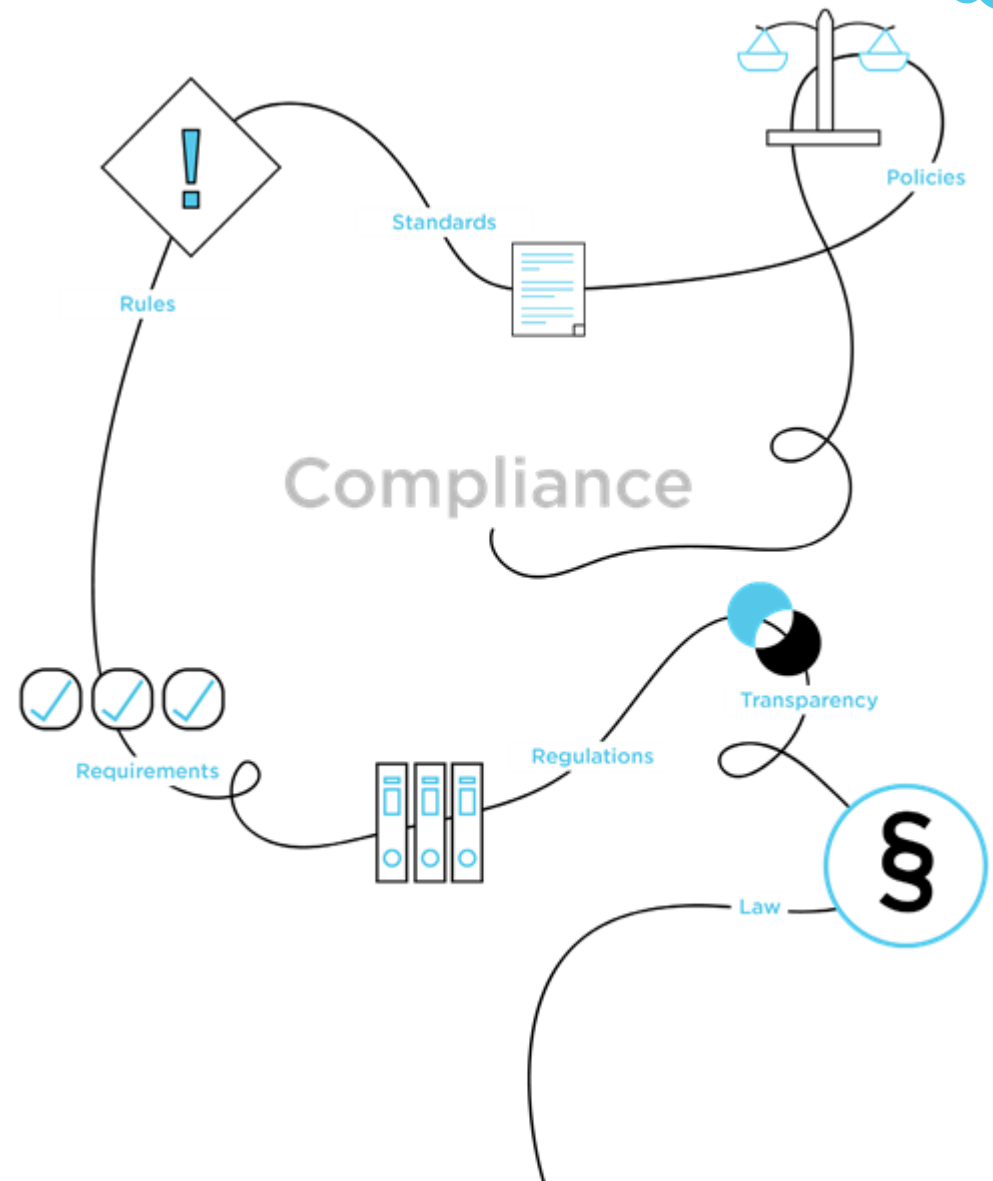 Policies
Standards
Rules
Compliance
Transparency
Regulations
Requirements
§
Law